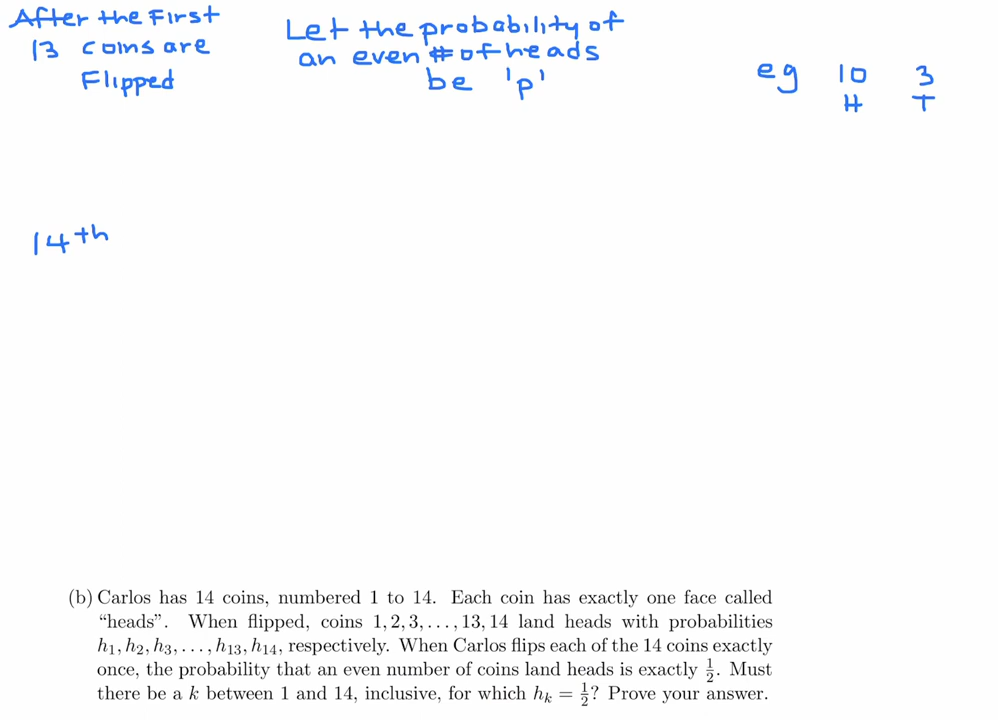 After the First
13 coins are
Flipped
Let the probability of
an even # of heads
be 'p'
eg 10 3
H T
14th
(b) Carlos has 14 coins, numbered 1 to 14. Each coin has exactly one face called
“heads”. When flipped, coins 1, 2, 3, . . . , 13, 14 land heads with probabilities
h₁, h₂, h₃, . . . , h₁₃, h₁₄, respectively. When Carlos flips each of the 14 coins exactly
once, the probability that an even number of coins land heads is exactly ½. Must
there be a k between 1 and 14, inclusive, for which hₖ = ½? Prove your answer.